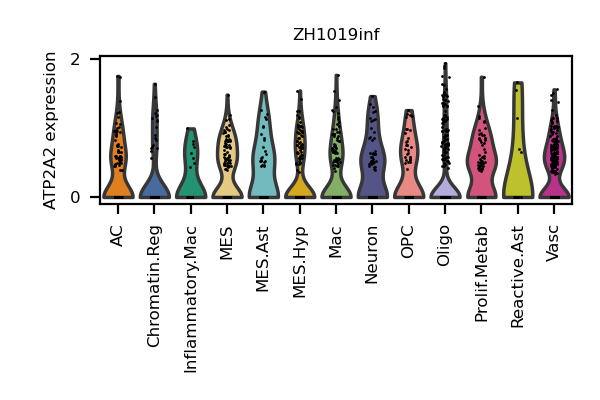 ZH1019inf
ATP2A2 expression
2
0
AC
Chromatin.Reg
Inflammatory.Mac
MES
MES.Ast
MES.Hyp
Mac
Neuron
OPC
Oligo
Prolif.Metab
Reactive.Ast
Vasc